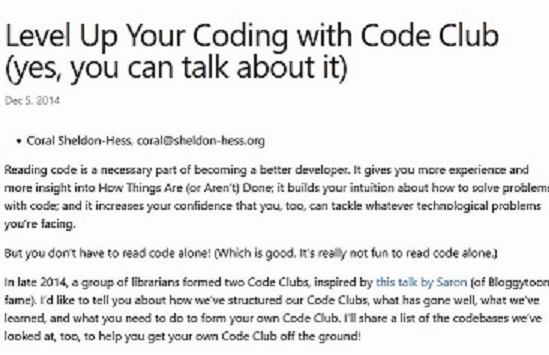 Level Up Your Coding with Code Club
(yes, you can talk about it)
Dec 5, 2014
• Coral Sheldon-Hess, coral@sheldon-hess.org
Reading code is a necessary part of becoming a better developer. It gives you more experience and
more insight into How Things Are (or Aren't) Done; it builds your intuition about how to solve problems
with code; and it increases your confidence that you, too, can tackle whatever technological problems
you're facing.
But you don't have to read code alone! (Which is good. It's really not fun to read code alone.)
In late 2014, a group of librarians formed two Code Clubs, inspired by this talk by Saron (of Bloggytoon
fame). I'd like to tell you about how we've structured our Code Clubs, what has gone well, what we've
learned, and what you need to do to form your own Code Club. I'll share a list of the codebases we've
looked at, too, to help you get your own Code Club off the ground!